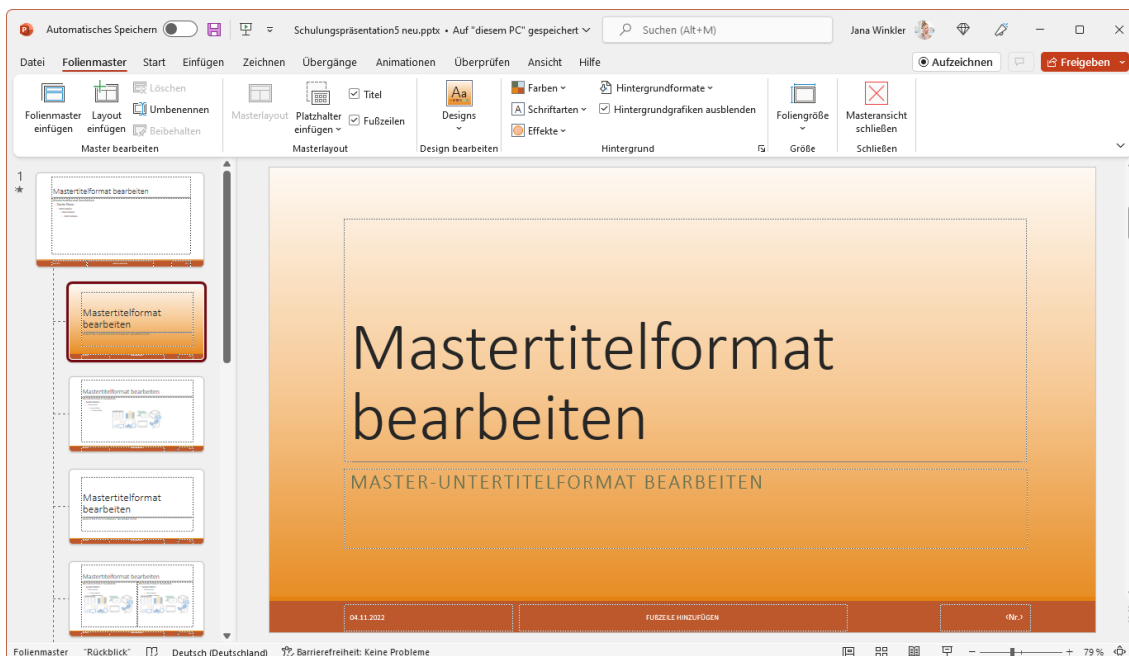 Automatisches Speichern
Schulungspräsentation5 neu.pptx • Auf "diesem PC" gespeichert
Suchen (Alt+M)
Jana Winkler
Datei Folienmaster Start Einfügen Zeichnen Übergänge Animationen Überprüfen Ansicht Hilfe
Aufzeichnen
Freigeben
Folienmaster einfügen
Layout einfügen
Löschen
Umbenennen
Beibehalten
Master bearbeiten
Masterlayout
Platzhalter einfügen
Titel
Fußzeilen
Masterlayout
Aa
Designs
Design bearbeiten
Farben
A Schriftarten
Effekte
Hintergrundformate
Hintergrundgrafiken ausblenden
Hintergrund
Foliengröße
Größe
Masteransicht schließen
Schließen
1
Mastertitelformat bearbeiten
Mastertitelformat
bearbeiten
Mastertitelformat bearbeiten
Mastertitelformat
bearbeiten
Mastertitelformat bearbeiten
Mastertitelformat
bearbeiten
MASTER-UNTERTITELFORMAT BEARBEITEN
04.11.2022
FUßZEILE HINZUFÜGEN
‹Nr.›
Folienmaster "Rückblick" Deutsch (Deutschland) Barrierefreiheit: Keine Probleme
79 %